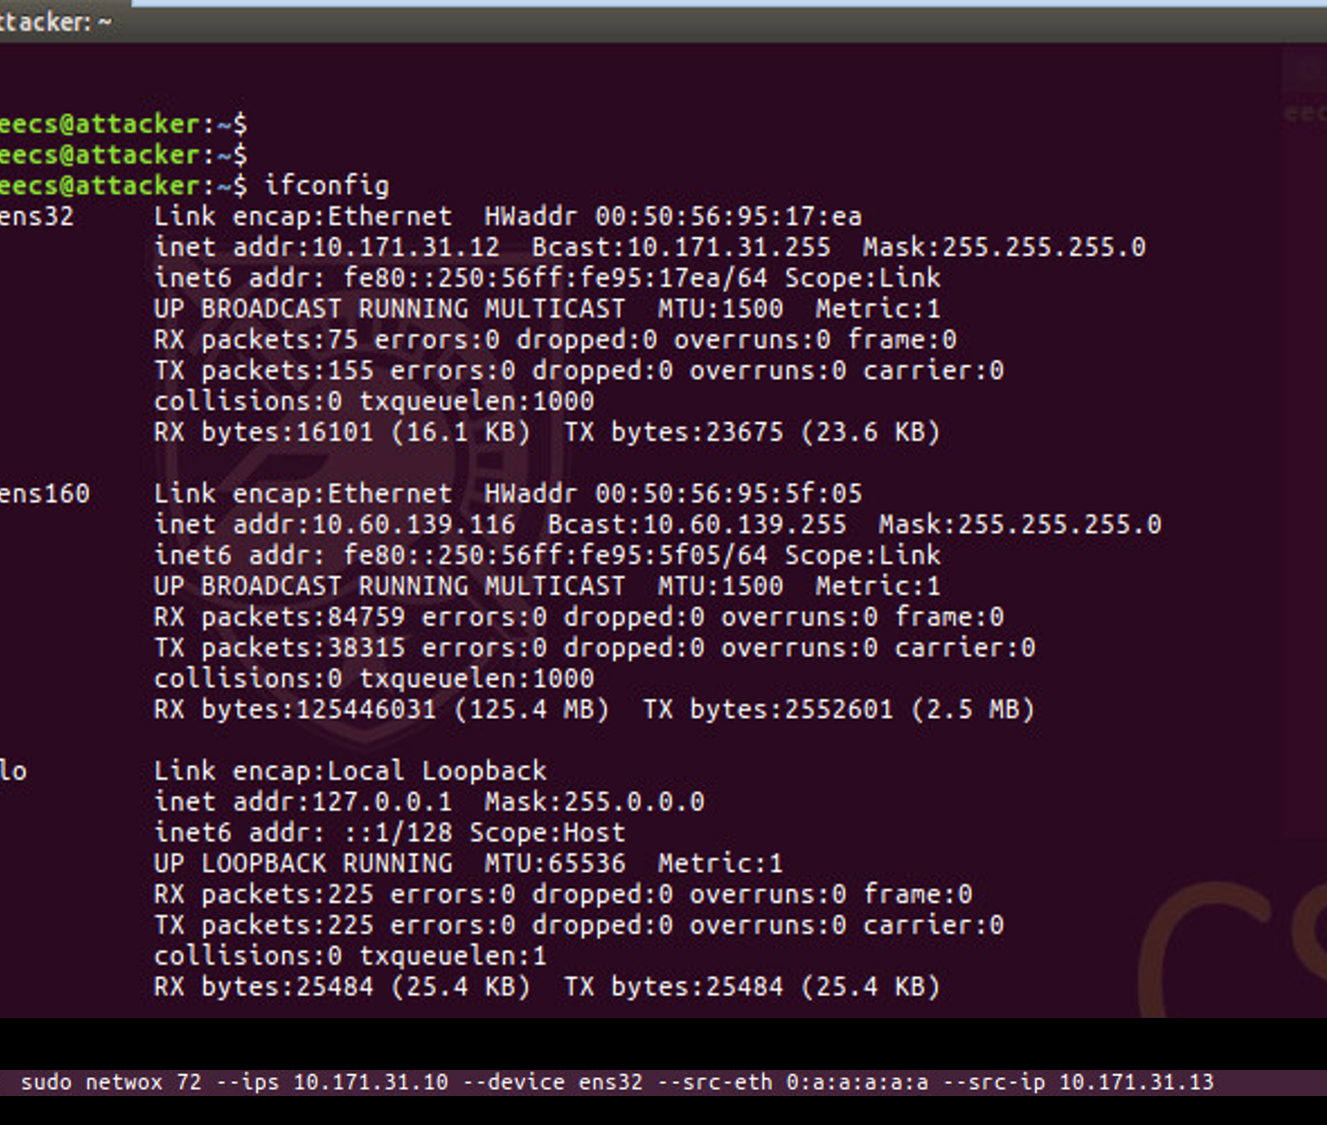 ttacker: ~
eecs@attacker:~$
eecs@attacker:~$
eecs@attacker:~$ ifconfig
ens32     Link encap:Ethernet  HWaddr 00:50:56:95:17:ea
          inet addr:10.171.31.12  Bcast:10.171.31.255  Mask:255.255.255.0
          inet6 addr: fe80::250:56ff:fe95:17ea/64 Scope:Link
          UP BROADCAST RUNNING MULTICAST  MTU:1500  Metric:1
          RX packets:75 errors:0 dropped:0 overruns:0 frame:0
          TX packets:155 errors:0 dropped:0 overruns:0 carrier:0
          collisions:0 txqueuelen:1000
          RX bytes:16101 (16.1 KB)  TX bytes:23675 (23.6 KB)
ens160    Link encap:Ethernet  HWaddr 00:50:56:95:5f:05
          inet addr:10.60.139.116  Bcast:10.60.139.255  Mask:255.255.255.0
          inet6 addr: fe80::250:56ff:fe95:5f05/64 Scope:Link
          UP BROADCAST RUNNING MULTICAST  MTU:1500  Metric:1
          RX packets:84759 errors:0 dropped:0 overruns:0 frame:0
          TX packets:38315 errors:0 dropped:0 overruns:0 carrier:0
          collisions:0 txqueuelen:1000
          RX bytes:125446031 (125.4 MB)  TX bytes:2552601 (2.5 MB)
lo        Link encap:Local Loopback
          inet addr:127.0.0.1  Mask:255.0.0.0
          inet6 addr: ::1/128 Scope:Host
          UP LOOPBACK RUNNING  MTU:65536  Metric:1
          RX packets:225 errors:0 dropped:0 overruns:0 frame:0
          TX packets:225 errors:0 dropped:0 overruns:0 carrier:0
          collisions:0 txqueuelen:1
          RX bytes:25484 (25.4 KB)  TX bytes:25484 (25.4 KB)
sudo netwox 72 --ips 10.171.31.10 --device ens32 --src-eth 0:a:a:a:a:a --src-ip 10.171.31.13